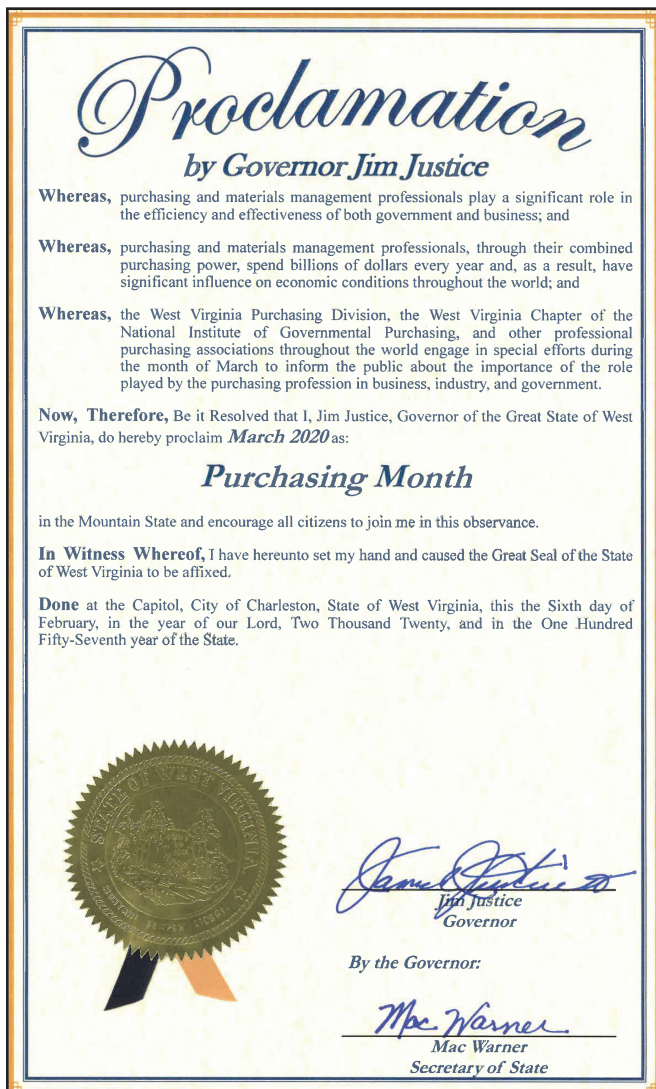 Proclamation
by Governor Jim Justice
Whereas, purchasing and materials management professionals play a significant role in
the efficiency and effectiveness of both government and business; and
Whereas, purchasing and materials management professionals, through their combined
purchasing power, spend billions of dollars every year and, as a result, have
significant influence on economic conditions throughout the world; and
Whereas, the West Virginia Purchasing Division, the West Virginia Chapter of the
National Institute of Governmental Purchasing, and other professional
purchasing associations throughout the world engage in special efforts during
the month of March to inform the public about the importance of the role
played by the purchasing profession in business, industry, and government.
Now, Therefore, Be it Resolved that I, Jim Justice, Governor of the Great State of West
Virginia, do hereby proclaim March 2020 as:
Purchasing Month
in the Mountain State and encourage all citizens to join me in this observance.
In Witness Whereof, I have hereunto set my hand and caused the Great Seal of the State
of West Virginia to be affixed.
Done at the Capitol, City of Charleston, State of West Virginia, this the Sixth day of
February, in the year of our Lord, Two Thousand Twenty, and in the One Hundred
Fifty-Seventh year of the State.
STATE OF WEST VIRGINIA
MONTANI SEMPER LIBERI
Jim Justice
Governor
By the Governor:
Mac Warner
Mac Warner
Secretary of State